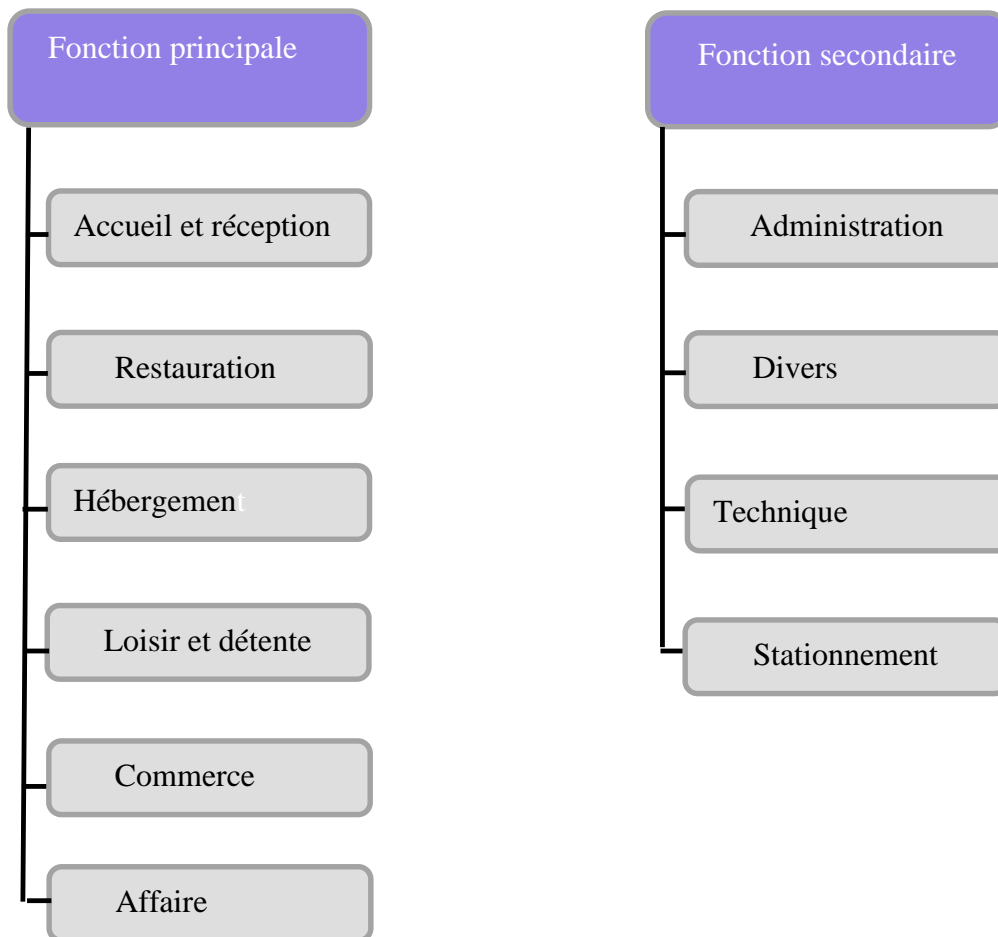 Fonction principale
Accueil et réception
Restauration
Hébergement
Loisir et détente
Commerce
Affaire
Fonction secondaire
Administration
Divers
Technique
Stationnement